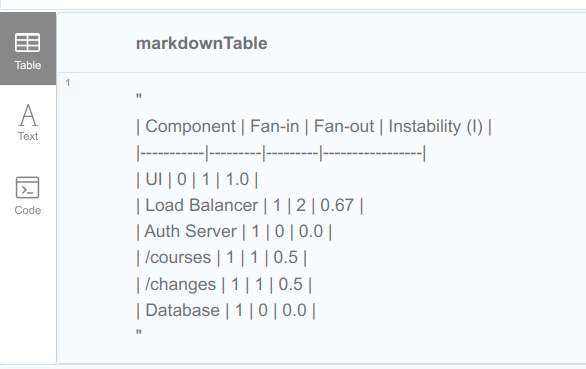 Table
Text
Code
markdownTable
1
"
| Component | Fan-in | Fan-out | Instability (I) |
|-----------|---------|---------|-----------------|
| UI | 0 | 1 | 1.0 |
| Load Balancer | 1 | 2 | 0.67 |
| Auth Server | 1 | 0 | 0.0 |
| /courses | 1 | 1 | 0.5 |
| /changes | 1 | 1 | 0.5 |
| Database | 1 | 0 | 0.0 |
"